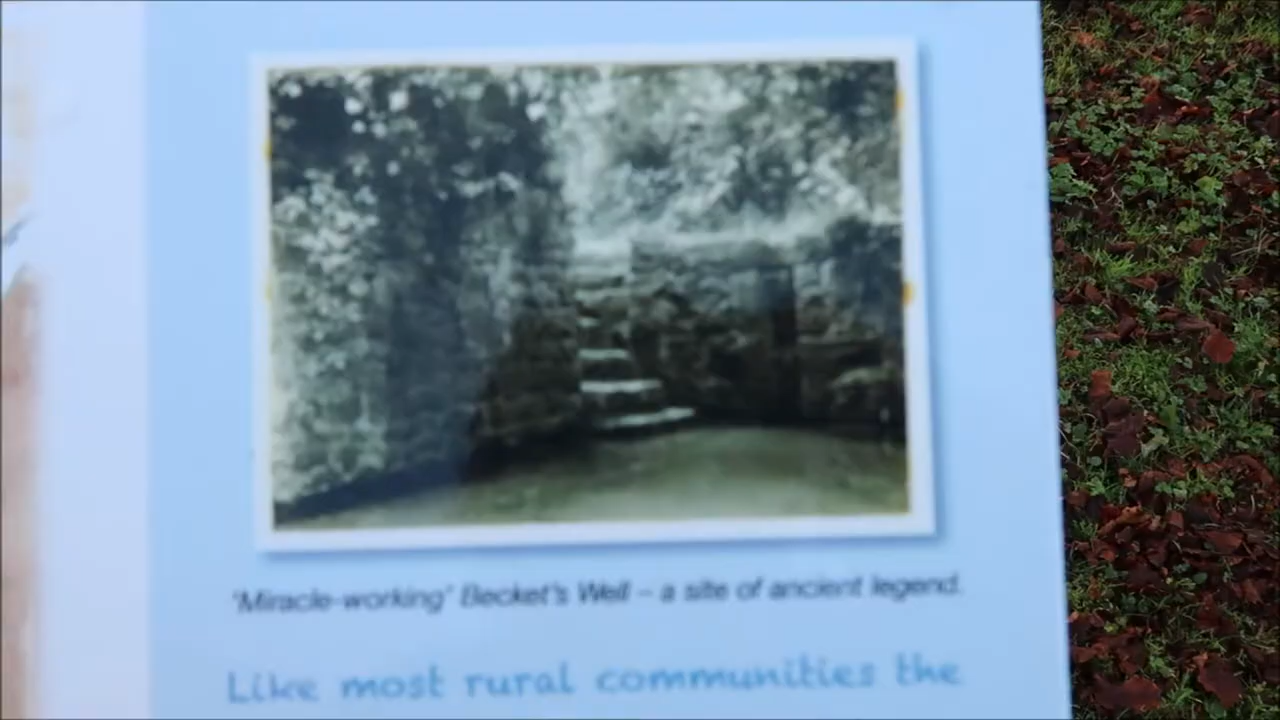 "Miracle-working" Becket's Well – a site of ancient legend.
Like most rural communities the